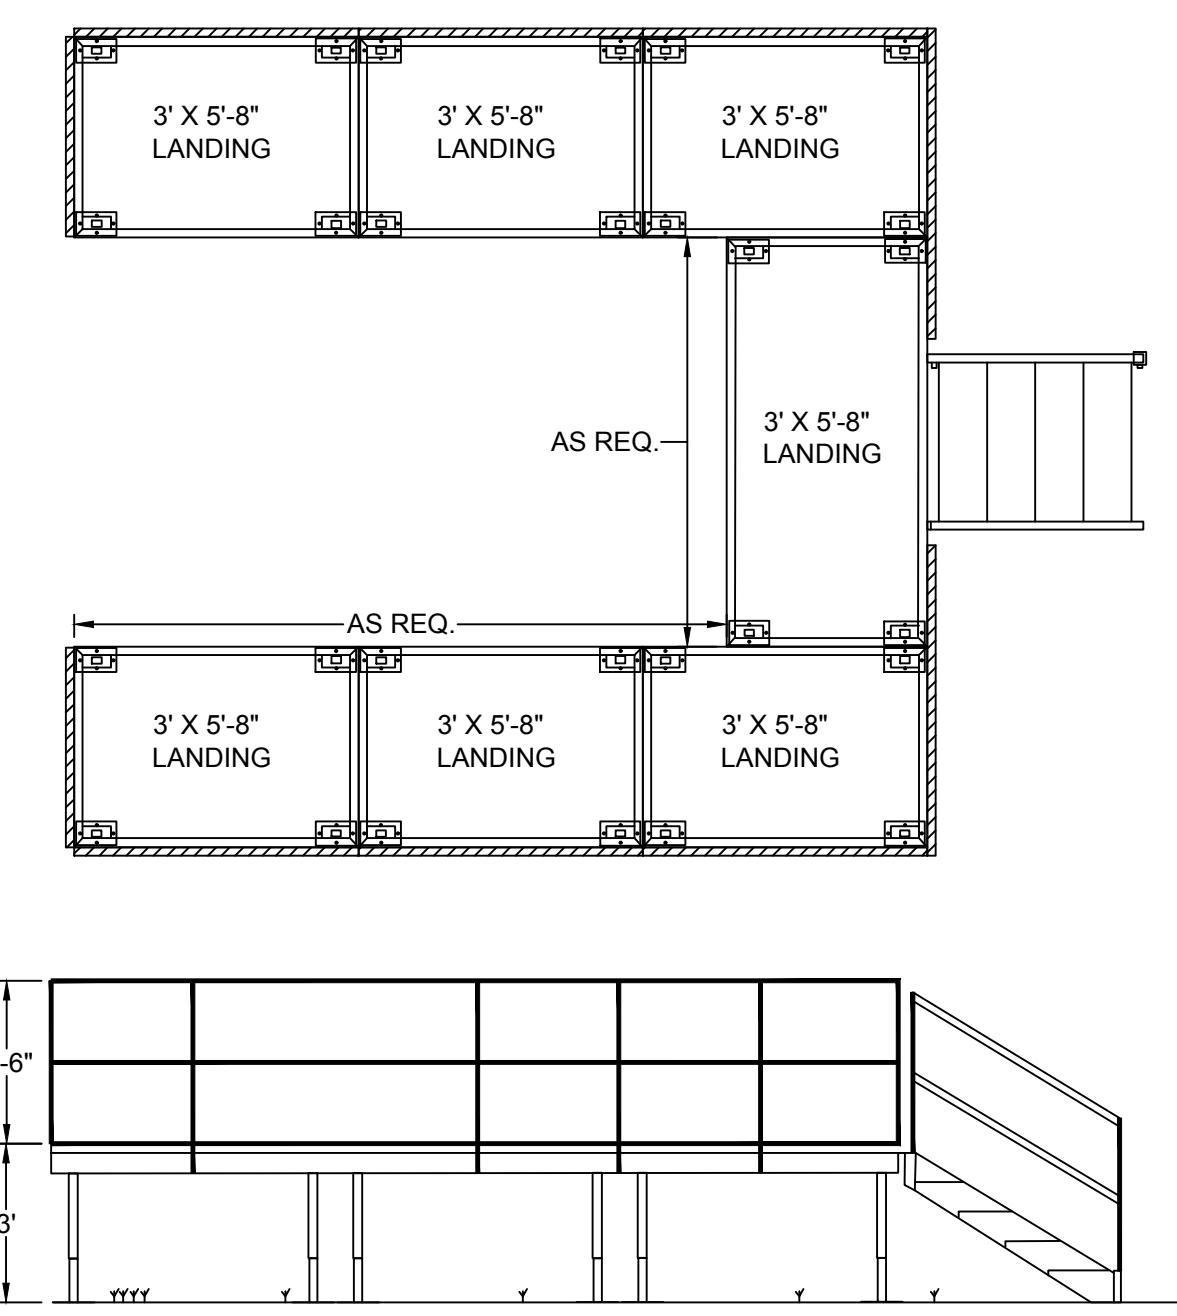 3' X 5'-8"
LANDING
3' X 5'-8"
LANDING
3' X 5'-8"
LANDING
AS REQ.
3' X 5'-8"
LANDING
AS REQ.
3' X 5'-8"
LANDING
3' X 5'-8"
LANDING
3' X 5'-8"
LANDING
-6"
3'